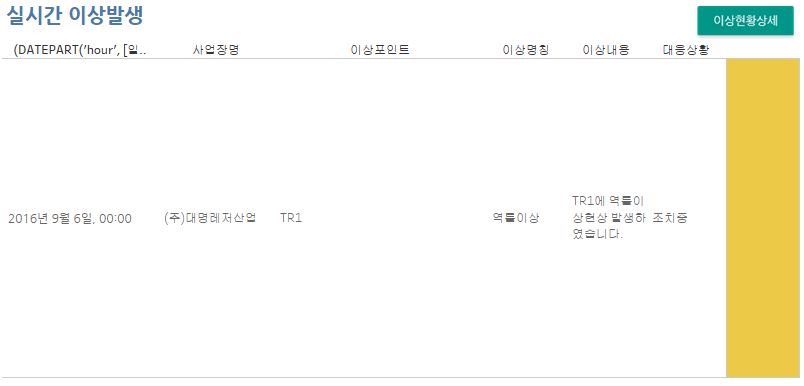 실시간 이상발생
이상현황상세
(DATEPART('hour', [일.. 사업장명 이상포인트 이상명칭 이상내용 대응상황
2016년 9월 6일, 00:00 (주)대명레저산업 TR1 역률이상
TR1에 역률이
상현상 발생하
였습니다.
조치중